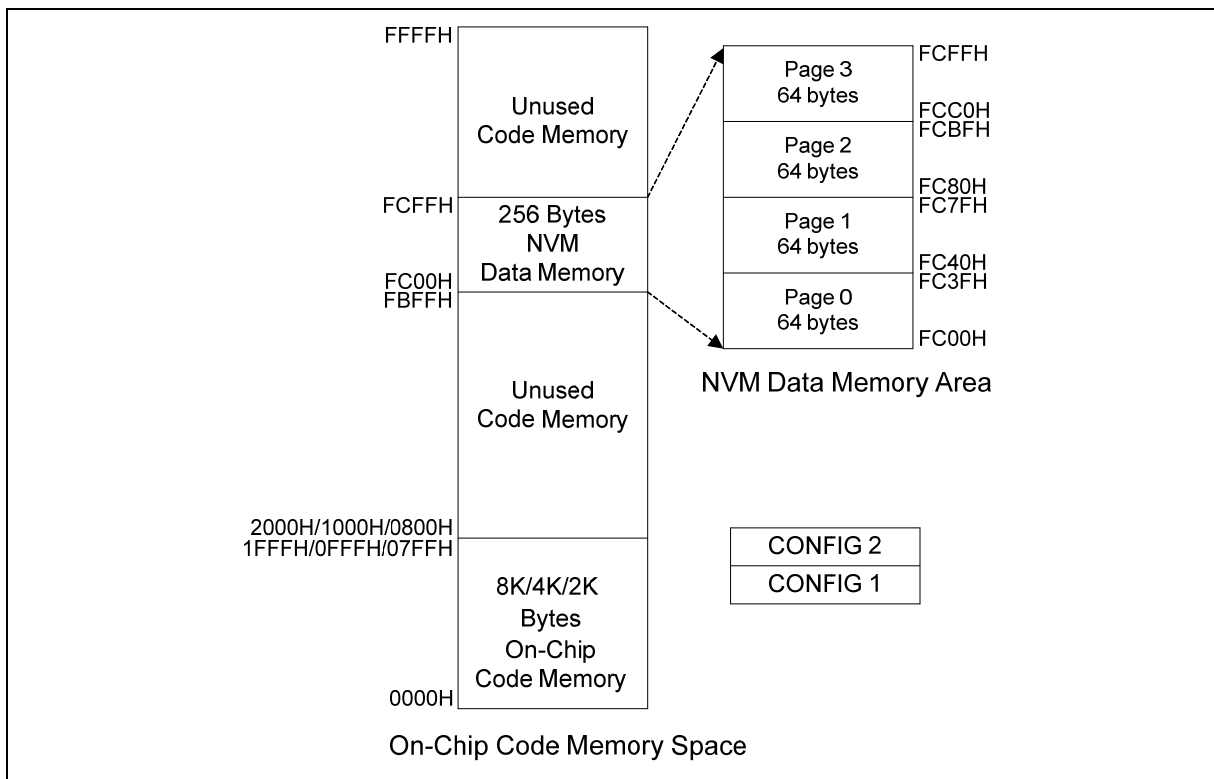 FFFFH
Unused
Code Memory
FCFFH
256 Bytes
NVM
Data Memory
FC00H
FBFFH
Unused
Code Memory
2000H/1000H/0800H
1FFFH/0FFFH/07FFH
8K/4K/2K
Bytes
On-Chip
Code Memory
0000H
On-Chip Code Memory Space
FCFFH
Page 3
64 bytes
FCC0H
FCBFH
Page 2
64 bytes
FC80H
FC7FH
Page 1
64 bytes
FC40H
FC3FH
Page 0
64 bytes
FC00H
NVM Data Memory Area
CONFIG 2
CONFIG 1